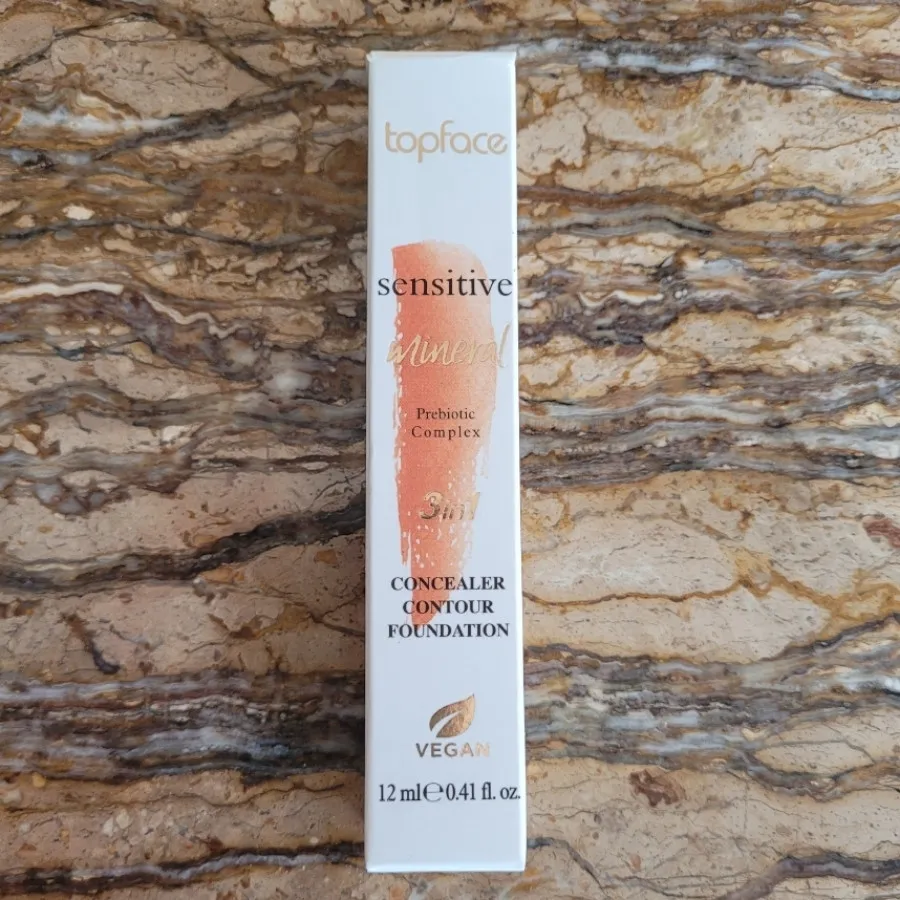 topface
sensitive
mineral
Prebiotic
Complex
3in1
CONCEALER
CONTOUR
FOUNDATION
VEGAN
12 ml ℮ 0.41 fl. oz.